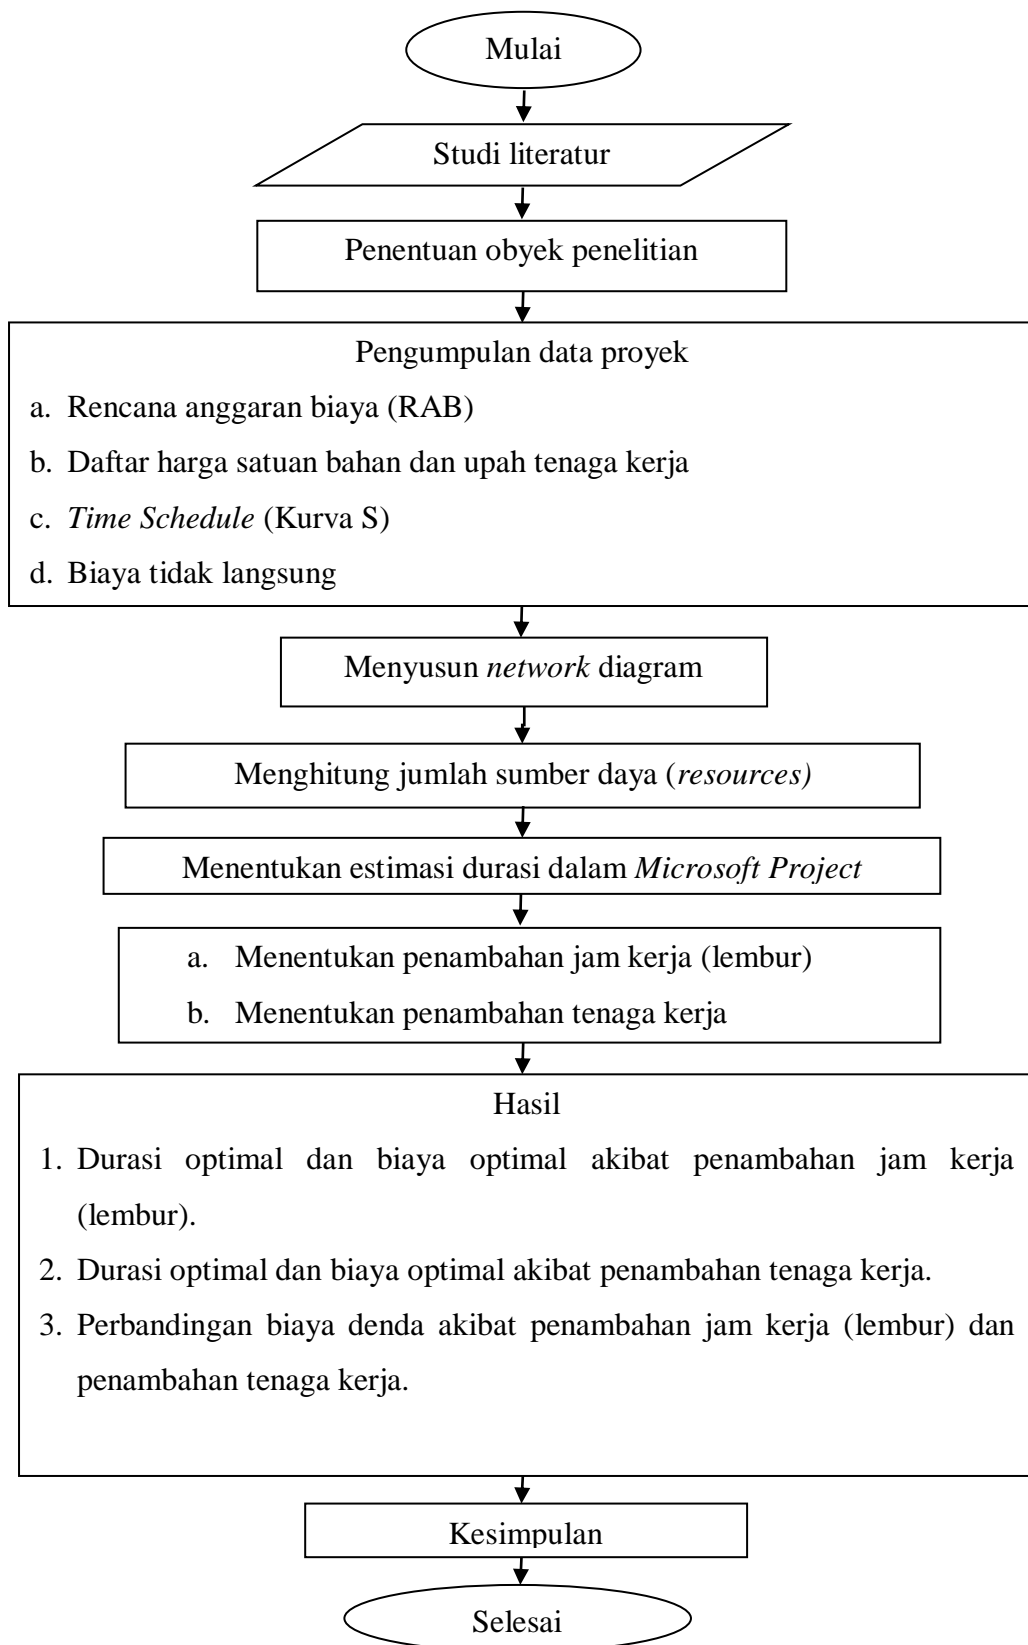 Mulai
Studi literatur
Penentuan obyek penelitian
Pengumpulan data proyek
a. Rencana anggaran biaya (RAB)
b. Daftar harga satuan bahan dan upah tenaga kerja
c. Time Schedule (Kurva S)
d. Biaya tidak langsung
Menyusun network diagram
Menghitung jumlah sumber daya (resources)
Menentukan estimasi durasi dalam Microsoft Project
a. Menentukan penambahan jam kerja (lembur)
b. Menentukan penambahan tenaga kerja
Hasil
1. Durasi optimal dan biaya optimal akibat penambahan jam kerja
(lembur).
2. Durasi optimal dan biaya optimal akibat penambahan tenaga kerja.
3. Perbandingan biaya denda akibat penambahan jam kerja (lembur) dan
penambahan tenaga kerja.
Kesimpulan
Selesai